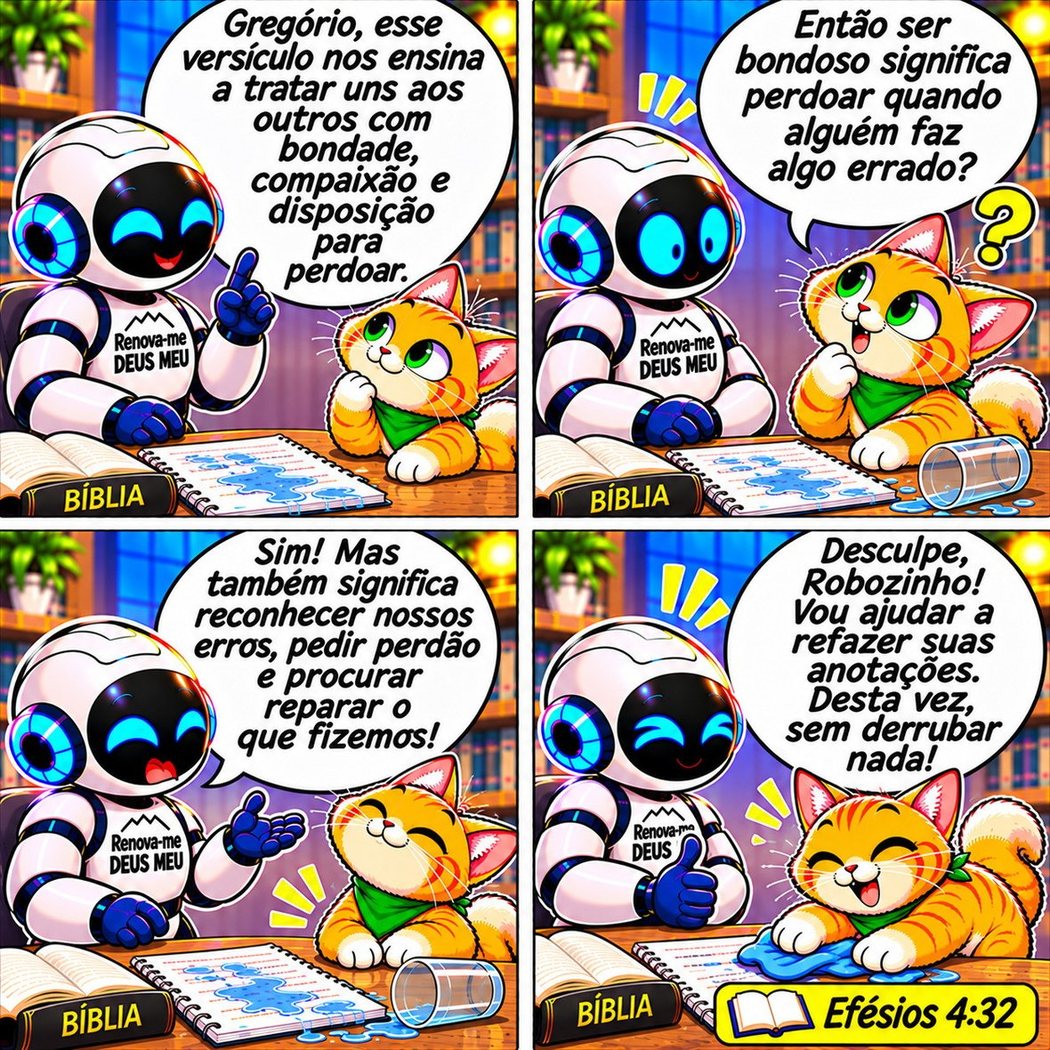 Gregório, esse
versículo nos ensina
a tratar uns aos
outros com
bondade,
compaixão e
disposição
para
perdoar.
Renova-me
DEUS MEU
BÍBLIA
Então ser
bondoso significa
perdoar quando
alguém faz
algo errado?
?
Renova-me
DEUS MEU
BÍBLIA
Sim! Mas
também significa
reconhecer nossos
erros, pedir perdão
e procurar
reparar o
que fizemos!
Renova-me
DEUS MEU
BÍBLIA
Desculpe,
Robozinho!
Vou ajudar a
refazer suas
anotações.
Desta vez,
sem derrubar
nada!
Renova-me
DEUS
BÍBLIA
Efésios 4:32